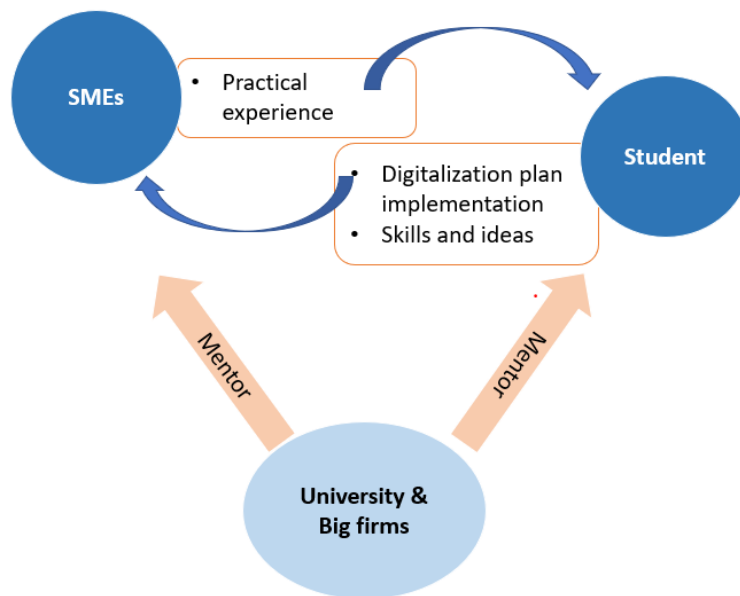 SMEs
• Practical
experience
Student
• Digitalization plan
implementation
• Skills and ideas
Mentor
Mentor
University &
Big firms